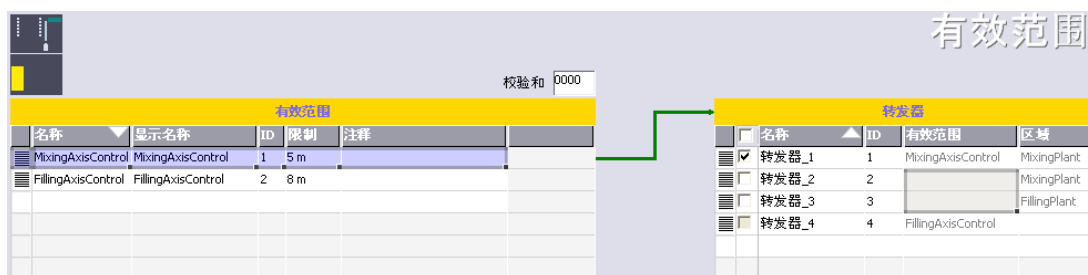 有效范围
校验和 0000
有效范围
名称 显示名称 ID 限制 注释
MixingAxisControl MixingAxisControl 1 5 m
FillingAxisControl FillingAxisControl 2 8 m
转发器
名称 ID 有效范围 区域
转发器_1 1 MixingAxisControl MixingPlant
转发器_2 2 MixingPlant
转发器_3 3 FillingPlant
转发器_4 4 FillingAxisControl